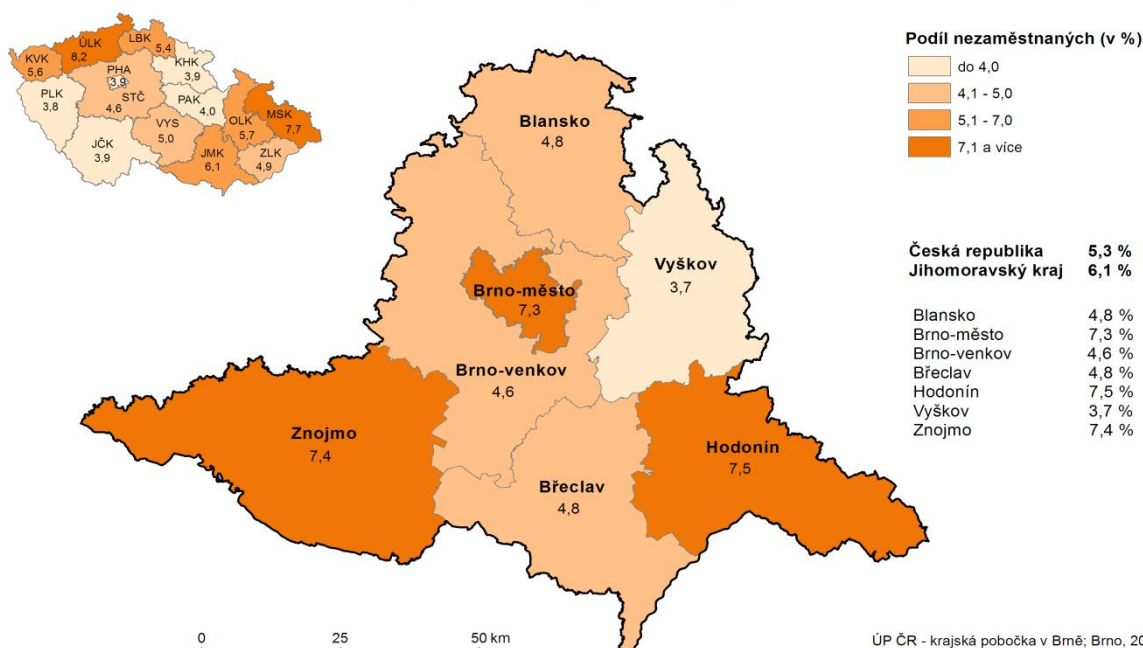 ÚLK
8,2
LBK
5,4
KVK
5,6
KHK
3,9
PHA
3,9
STČ
4,6
PLK
3,8
PAK
4,0
MSK
7,7
OLK
5,7
VYS
5,0
JČK
3,9
JMK
6,1
ZLK
4,9
Podíl nezaměstnaných (v %)
do 4,0
4,1 - 5,0
5,1 - 7,0
7,1 a více
Blansko
4,8
Vyškov
3,7
Brno-město
7,3
Brno-venkov
4,6
Znojmo
7,4
Hodonín
7,5
Břeclav
4,8
Česká republika 5,3 %
Jihomoravský kraj 6,1 %
Blansko 4,8 %
Brno-město 7,3 %
Brno-venkov 4,6 %
Břeclav 4,8 %
Hodonín 7,5 %
Vyškov 3,7 %
Znojmo 7,4 %
0 25 50 km
ÚP ČR - krajská pobočka v Brně; Brno,